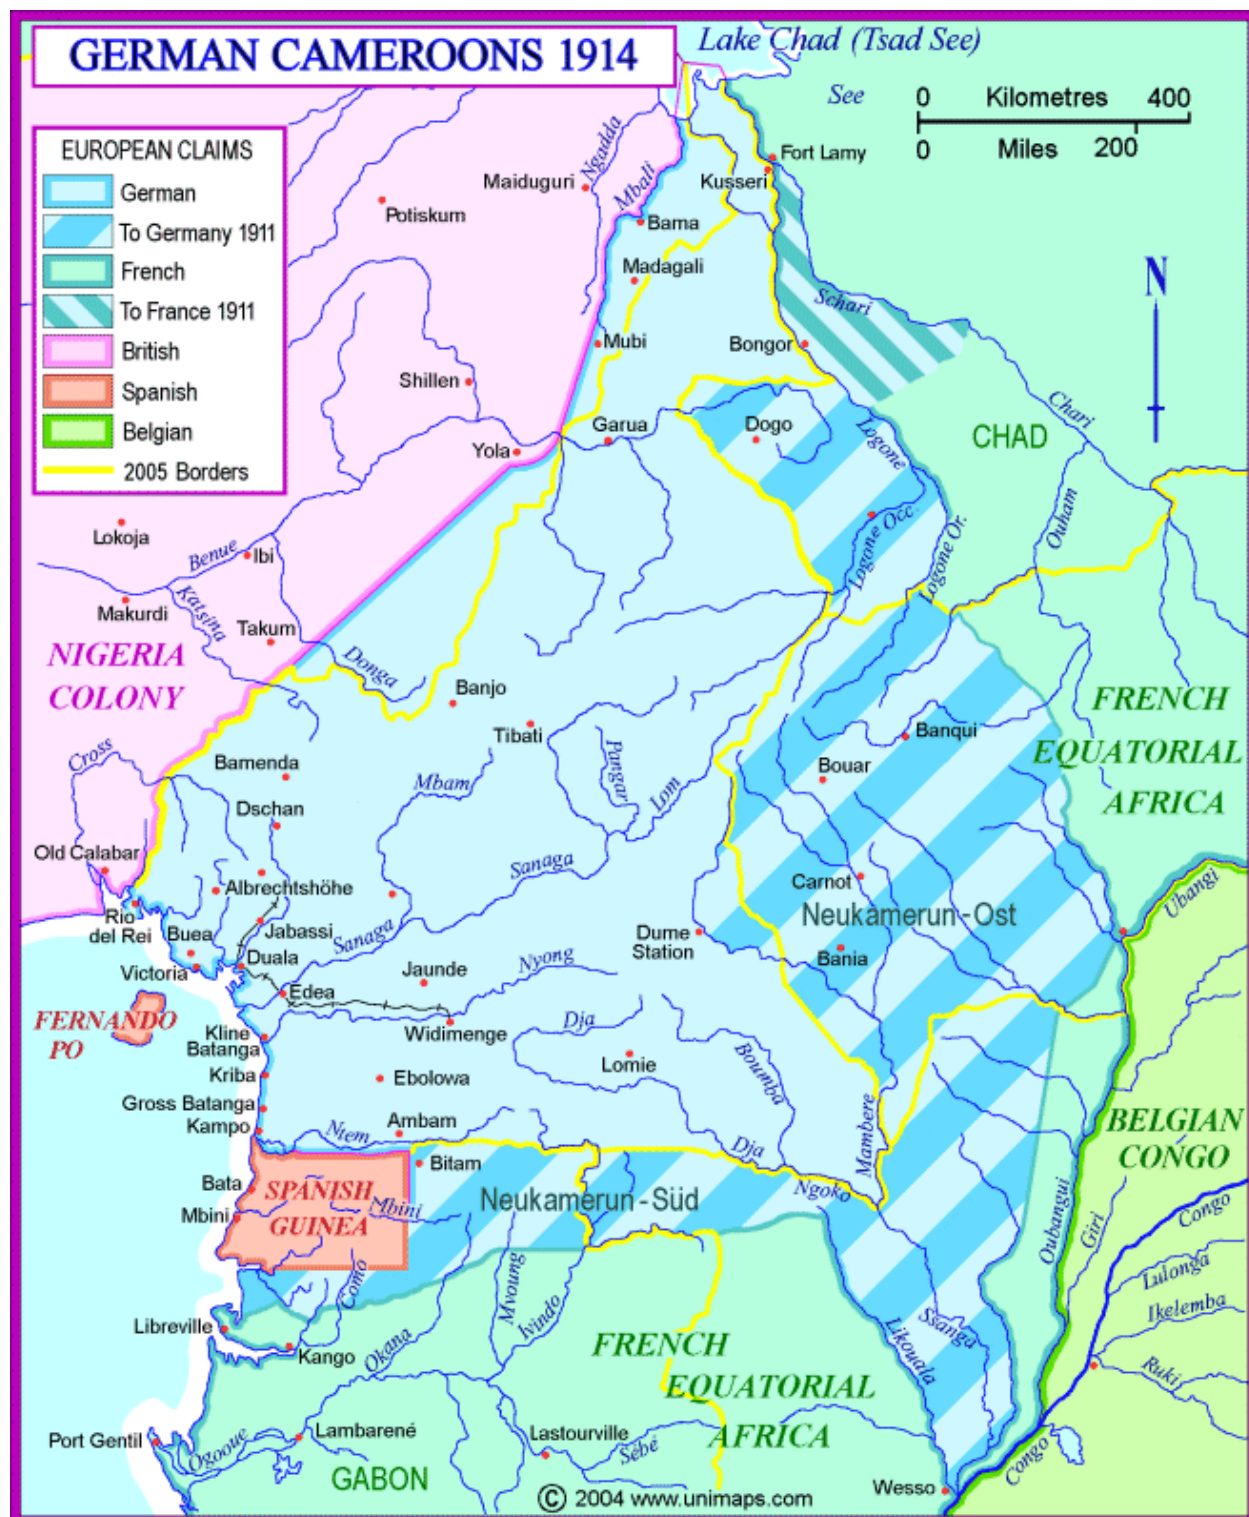 GERMAN CAMEROONS 1914
Lake Chad (Tsad See)
See
0 Kilometres 400
0 Miles 200
EUROPEAN CLAIMS
German
To Germany 1911
French
To France 1911
British
Spanish
Belgian
2005 Borders
N
Fort Lamy
Kusseri
Maiduguri
Ngadda
Mbali
Potiskum
Bama
Madagali
Schari
Mubi
Bongor
Shillen
Chari
Garua
Dogo
Logone
CHAD
Yola
Lokoja
Benue
Ibi
Logone Occ.
Ouham
Logone Or.
Makurdi
Katsina
Takum
NIGERIA
COLONY
Donga
Banjo
Tibati
FRENCH
EQUATORIAL
AFRICA
Cross
Bamenda
Mbam
Pangar
Lom
Banqui
Bouar
Dschan
Old Calabar
Sanaga
Albrechtshöhe
Carnot
Neukamerun-Ost
Ubangi
Rio
del Rei
Buea
Jabassi
Sanaga
Dume
Station
Bania
Victoria
Duala
Jaunde
Nyong
Edea
FERNANDO
PO
Kline
Batanga
Widimenge
Dja
Lomie
Boumba
Kriba
Ebolowa
Gross Batanga
Kampo
Ntem
Ambam
Dja
Mambere
BELGIAN
CONGO
Bitam
Bata
SPANISH
GUINEA
Mbini
Mbini
Neukamerun-Süd
Ngoko
Oubangui
Giri
Congo
Como
Mvoung
Ivindo
Lulonga
Ikelemba
Libreville
Kango
Okana
FRENCH
EQUATORIAL
AFRICA
Likouala
Ssanga
Ruki
Port Gentil
Ogooue
Lambarené
Lastourville
Sébé
GABON
Wesso
Congo
© 2004 www.unimaps.com